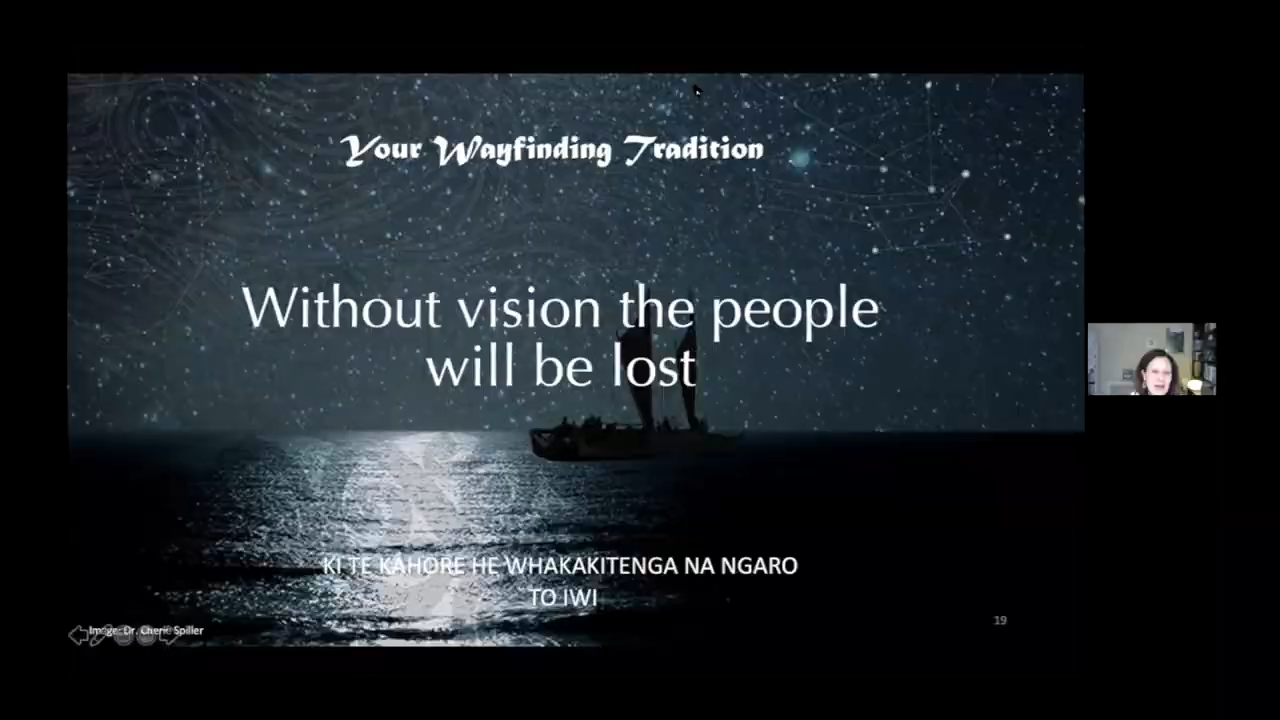 Your Wayfinding Tradition
Without vision the people
will be lost
KI TE KAHORE HE WHAKAKITENGA NA NGARO
TO IWI
Image: Dr. Cherie Spiller
19